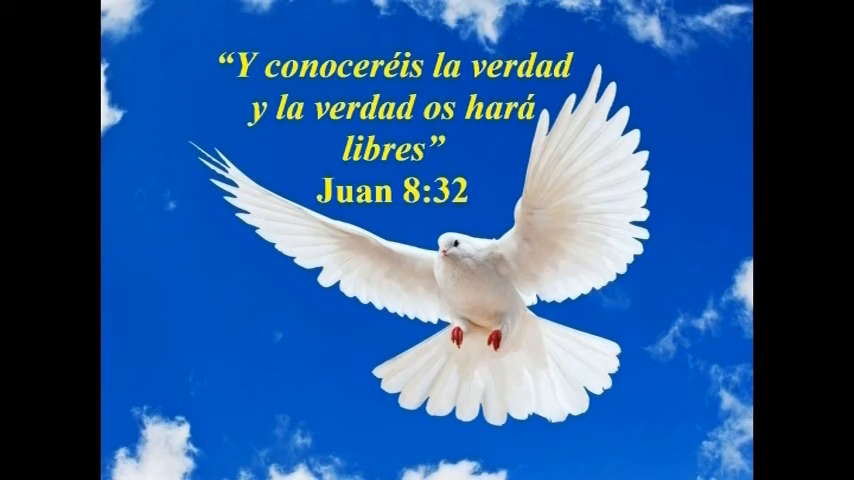 “Y conoceréis la verdad
y la verdad os hará
libres”
Juan 8:32